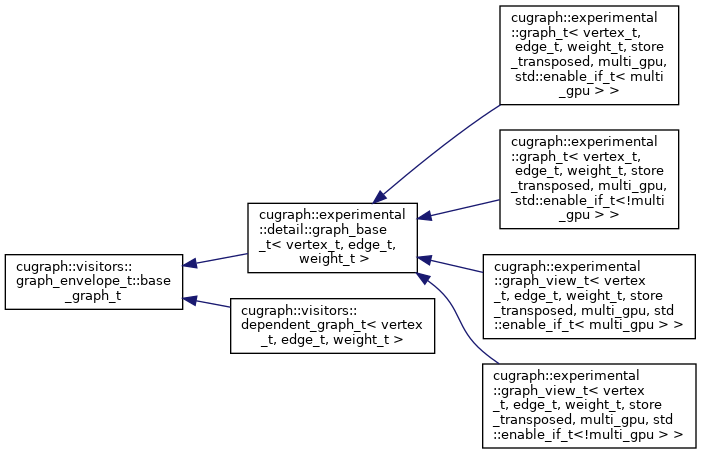 cugraph::experimental
::graph_t< vertex_t,
edge_t, weight_t, store
_transposed, multi_gpu,
std::enable_if_t< multi
_gpu > >
cugraph::experimental
::graph_t< vertex_t,
edge_t, weight_t, store
_transposed, multi_gpu,
std::enable_if_t<!multi
_gpu > >
cugraph::experimental
::detail::graph_base
_t< vertex_t, edge_t,
weight_t >
cugraph::visitors::
graph_envelope_t::base
_graph_t
cugraph::experimental
::graph_view_t< vertex
_t, edge_t, weight_t, store
_transposed, multi_gpu, std
::enable_if_t< multi_gpu > >
cugraph::visitors::
dependent_graph_t< vertex
_t, edge_t, weight_t >
cugraph::experimental
::graph_view_t< vertex
_t, edge_t, weight_t, store
_transposed, multi_gpu, std
::enable_if_t<!multi_gpu > >